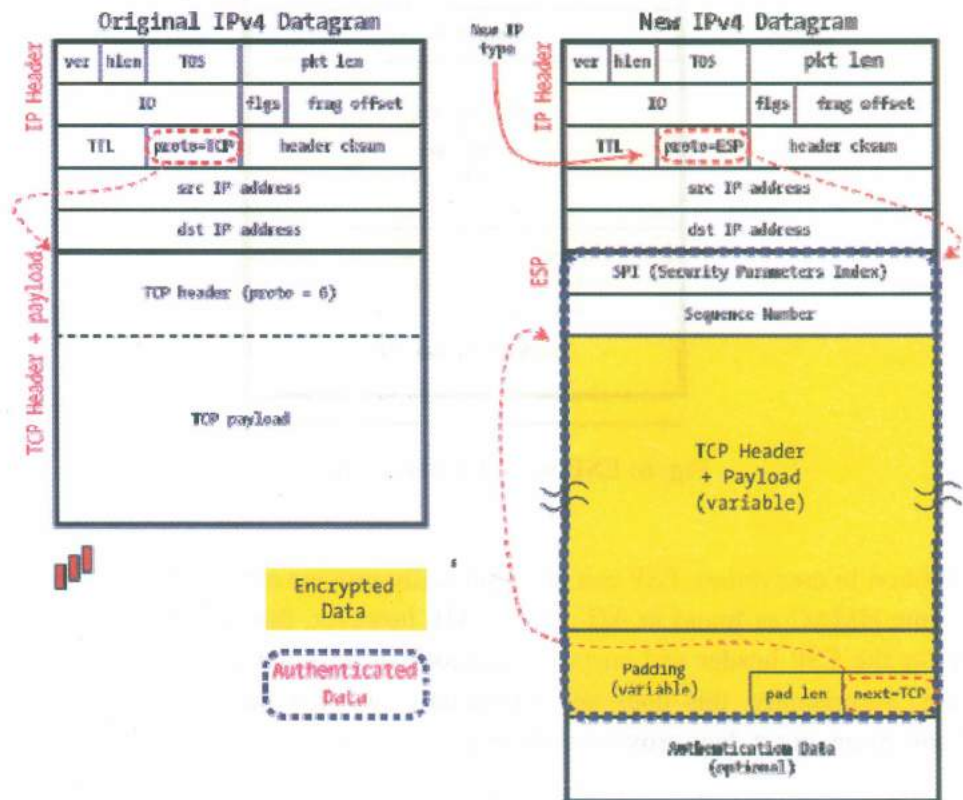 Original IPv4 Datagram
IP Header
ver hlen TOS pkt len
ID flgs frag offset
TTL proto=TCP header cksum
src IP address
dst IP address
TCP Header + payload
TCP header (proto = 6)
TCP payload
Encrypted
Data
Authenticated
Data
New IPv4 Datagram
New IP
type
IP Header
ver hlen TOS pkt len
ID flgs frag offset
TTL proto=ESP header cksum
src IP address
dst IP address
ESP
SPI (Security Parameters Index)
Sequence Number
TCP Header
+ Payload
(variable)
Padding
(variable)
pad len next=TCP
Authentication Data
(optional)